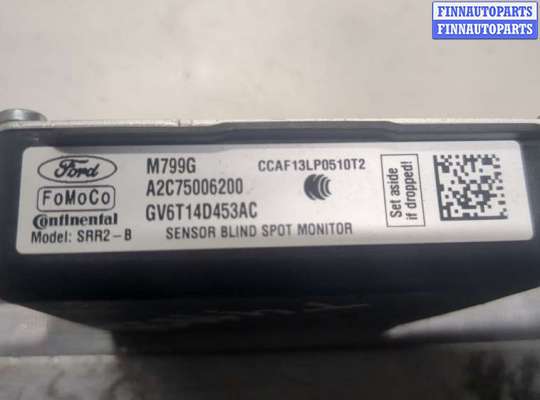 FINNAUTOPARTS
FINNAUTOPARTS
Ford
FoMoCo
Continental
Model: SRR2-B
M799G
A2C75006200
GV6T14D453AC
SENSOR BLIND SPOT MONITOR
CCAF13LP0510T2
Set aside
if dropped!